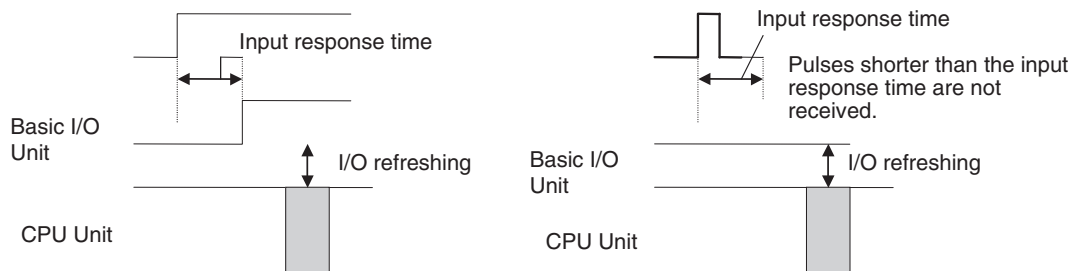 Input response time
Basic I/O
Unit
I/O refreshing
CPU Unit
Input response time
Pulses shorter than the input
response time are not
received.
Basic I/O
Unit
I/O refreshing
CPU Unit